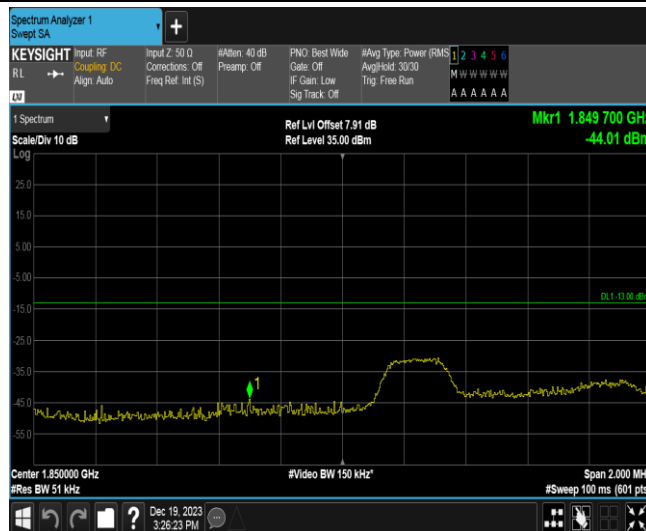 Spectrum Analyzer 1
Swept SA
+
KEYSIGHT
RL
LXI
Input: RF
Coupling: DC
Align: Auto
Input Z: 50 Ω
Corrections: Off
Freq Ref: Int (S)
#Atten: 40 dB
Preamp: Off
PNO: Best Wide
Gate: Off
IF Gain: Low
Sig Track: Off
#Avg Type: Power (RMS
Avg|Hold: 30/30
Trig: Free Run
1 2 3 4 5 6
M W W W W W
A A A A A A
1 Spectrum
Scale/Div 10 dB
Log
Ref Lvl Offset 7.91 dB
Ref Level 35.00 dBm
Mkr1 1.849 700 GHz
-44.01 dBm
25.0
15.0
5.00
-5.00
DL1 -13.00 dBm
-15.0
-25.0
-35.0
1
-45.0
-55.0
Center 1.850000 GHz
#Res BW 51 kHz
#Video BW 150 kHz*
Span 2.000 MH
#Sweep 100 ms (601 pts
?
Dec 19, 2023
3:26:23 PM